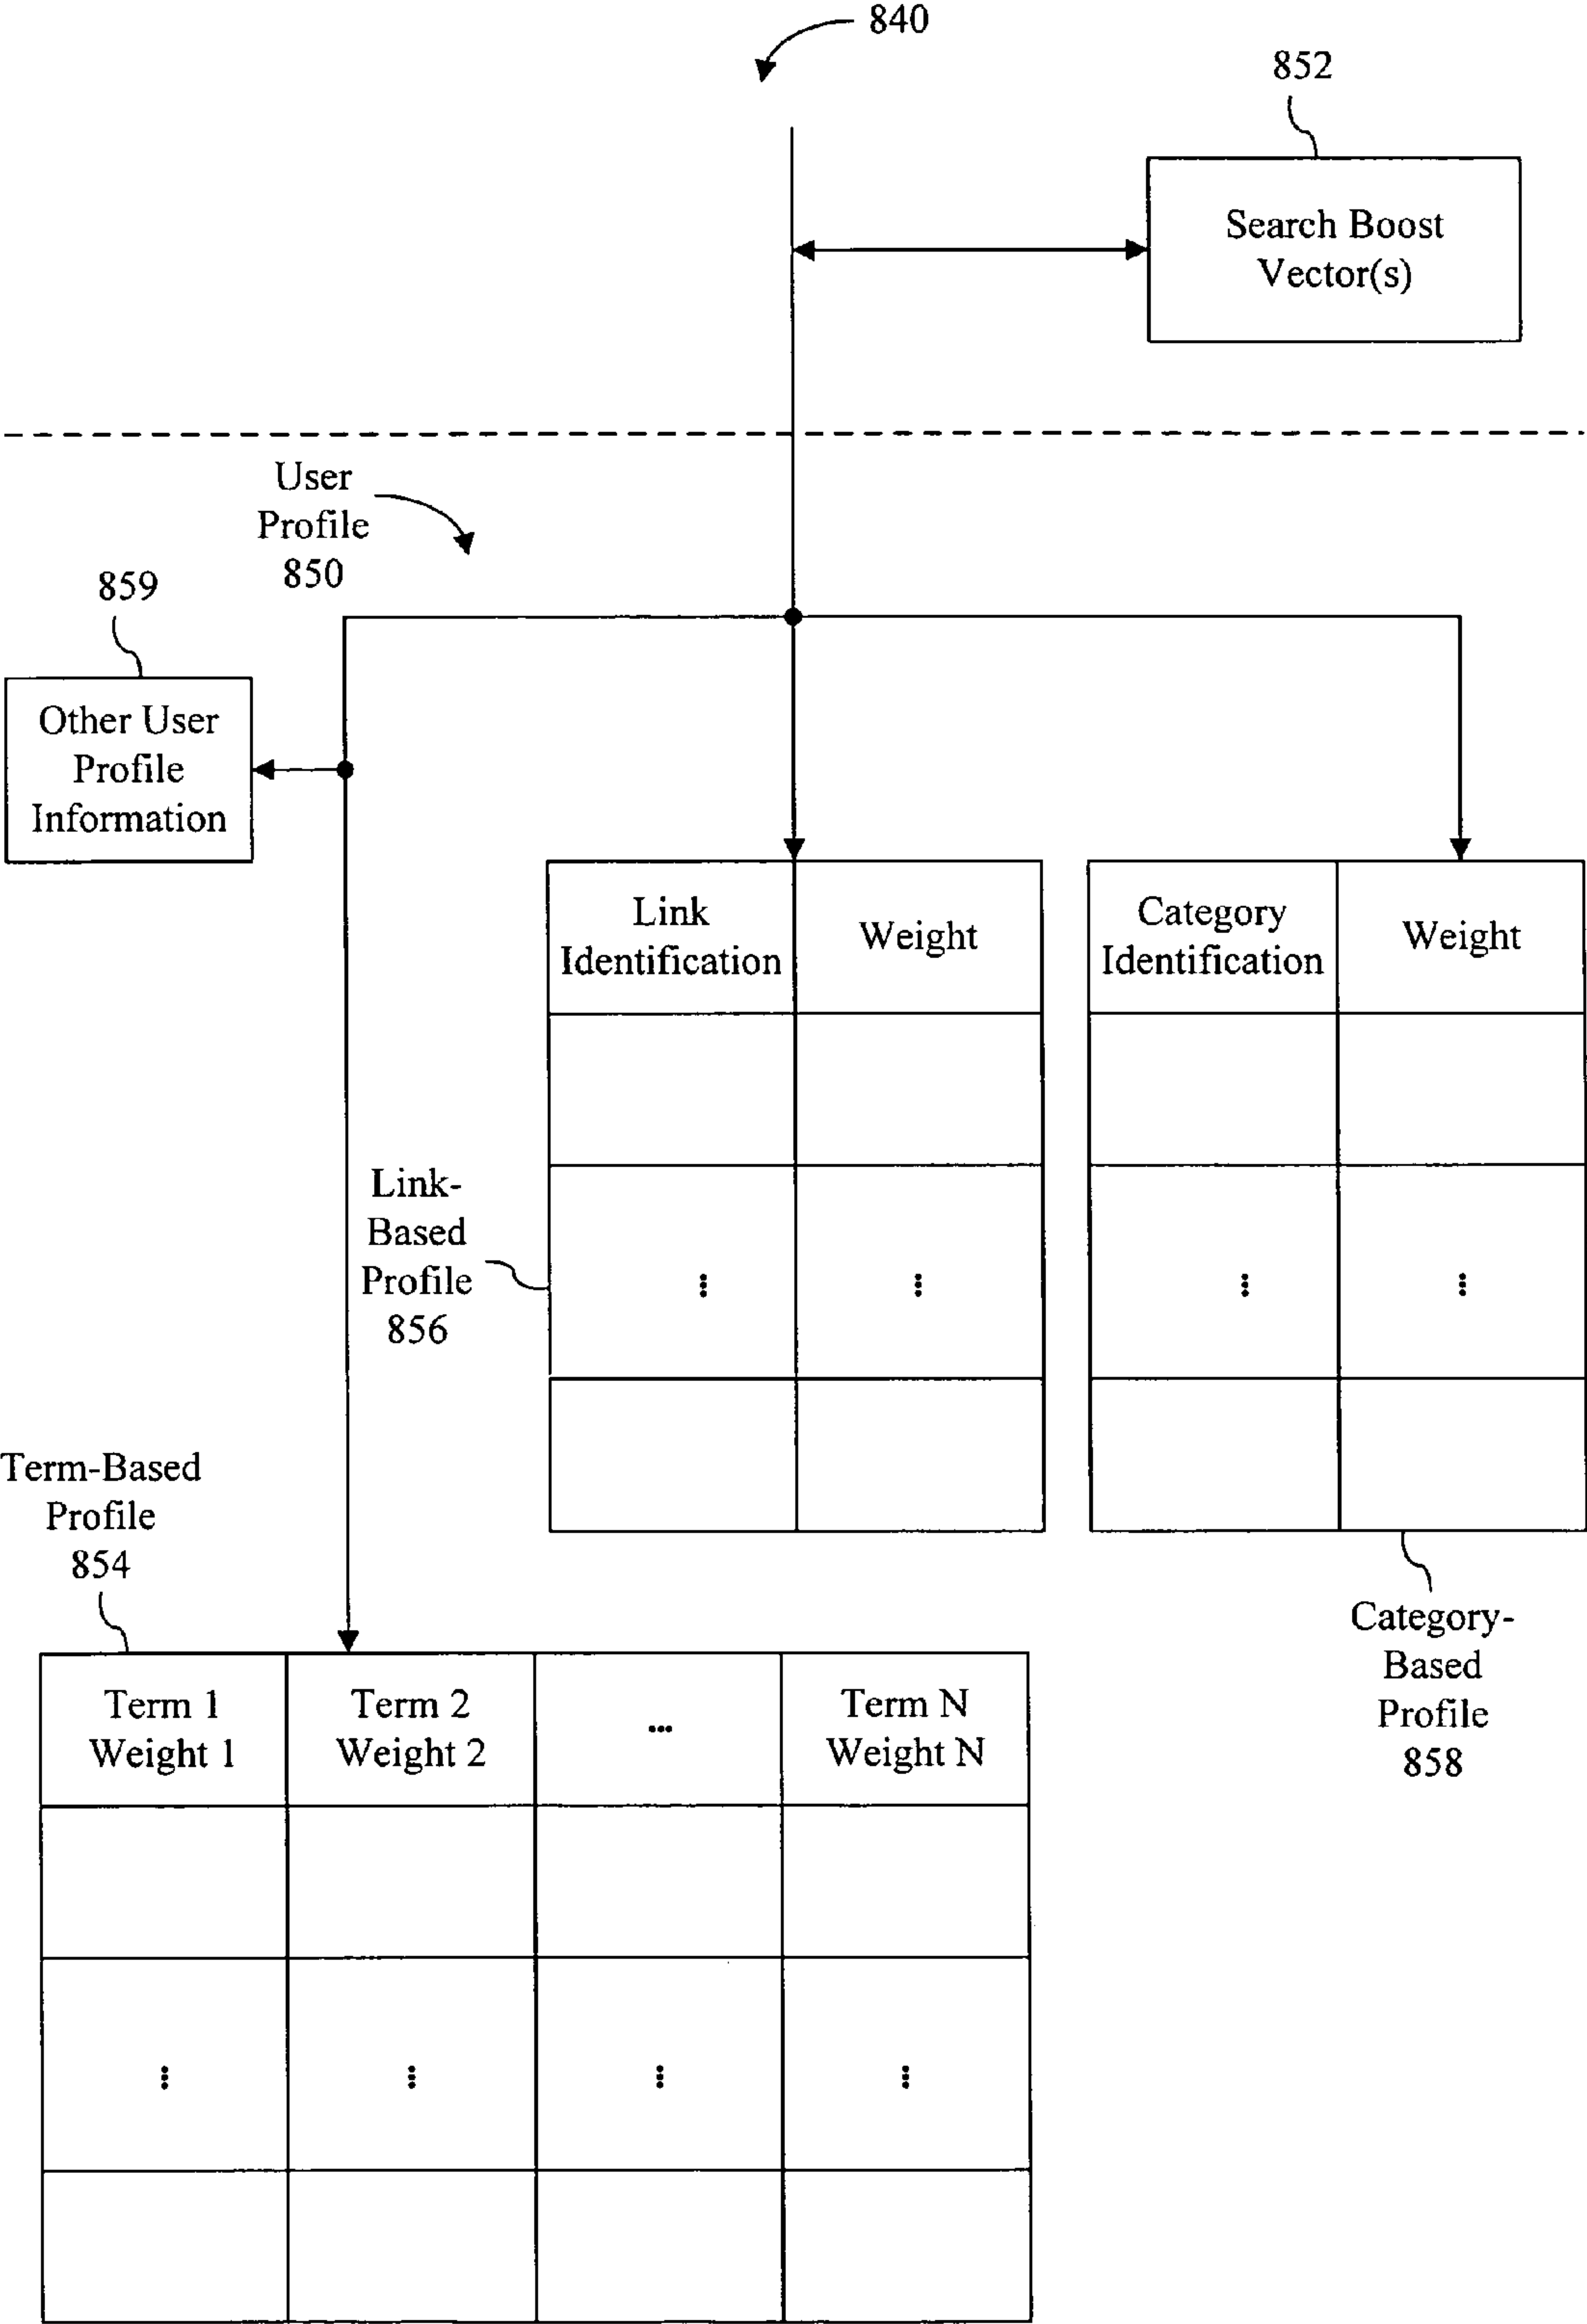 840
852
Search Boost
Vector(s)
User
Profile
850
859
Other User
Profile
Information
Link
Identification
Weight
Category
Identification
Weight
Link-
Based
Profile
856
Term-Based
Profile
854
Category-
Based
Profile
858
Term 1
Weight 1
Term 2
Weight 2
...
Term N
Weight N